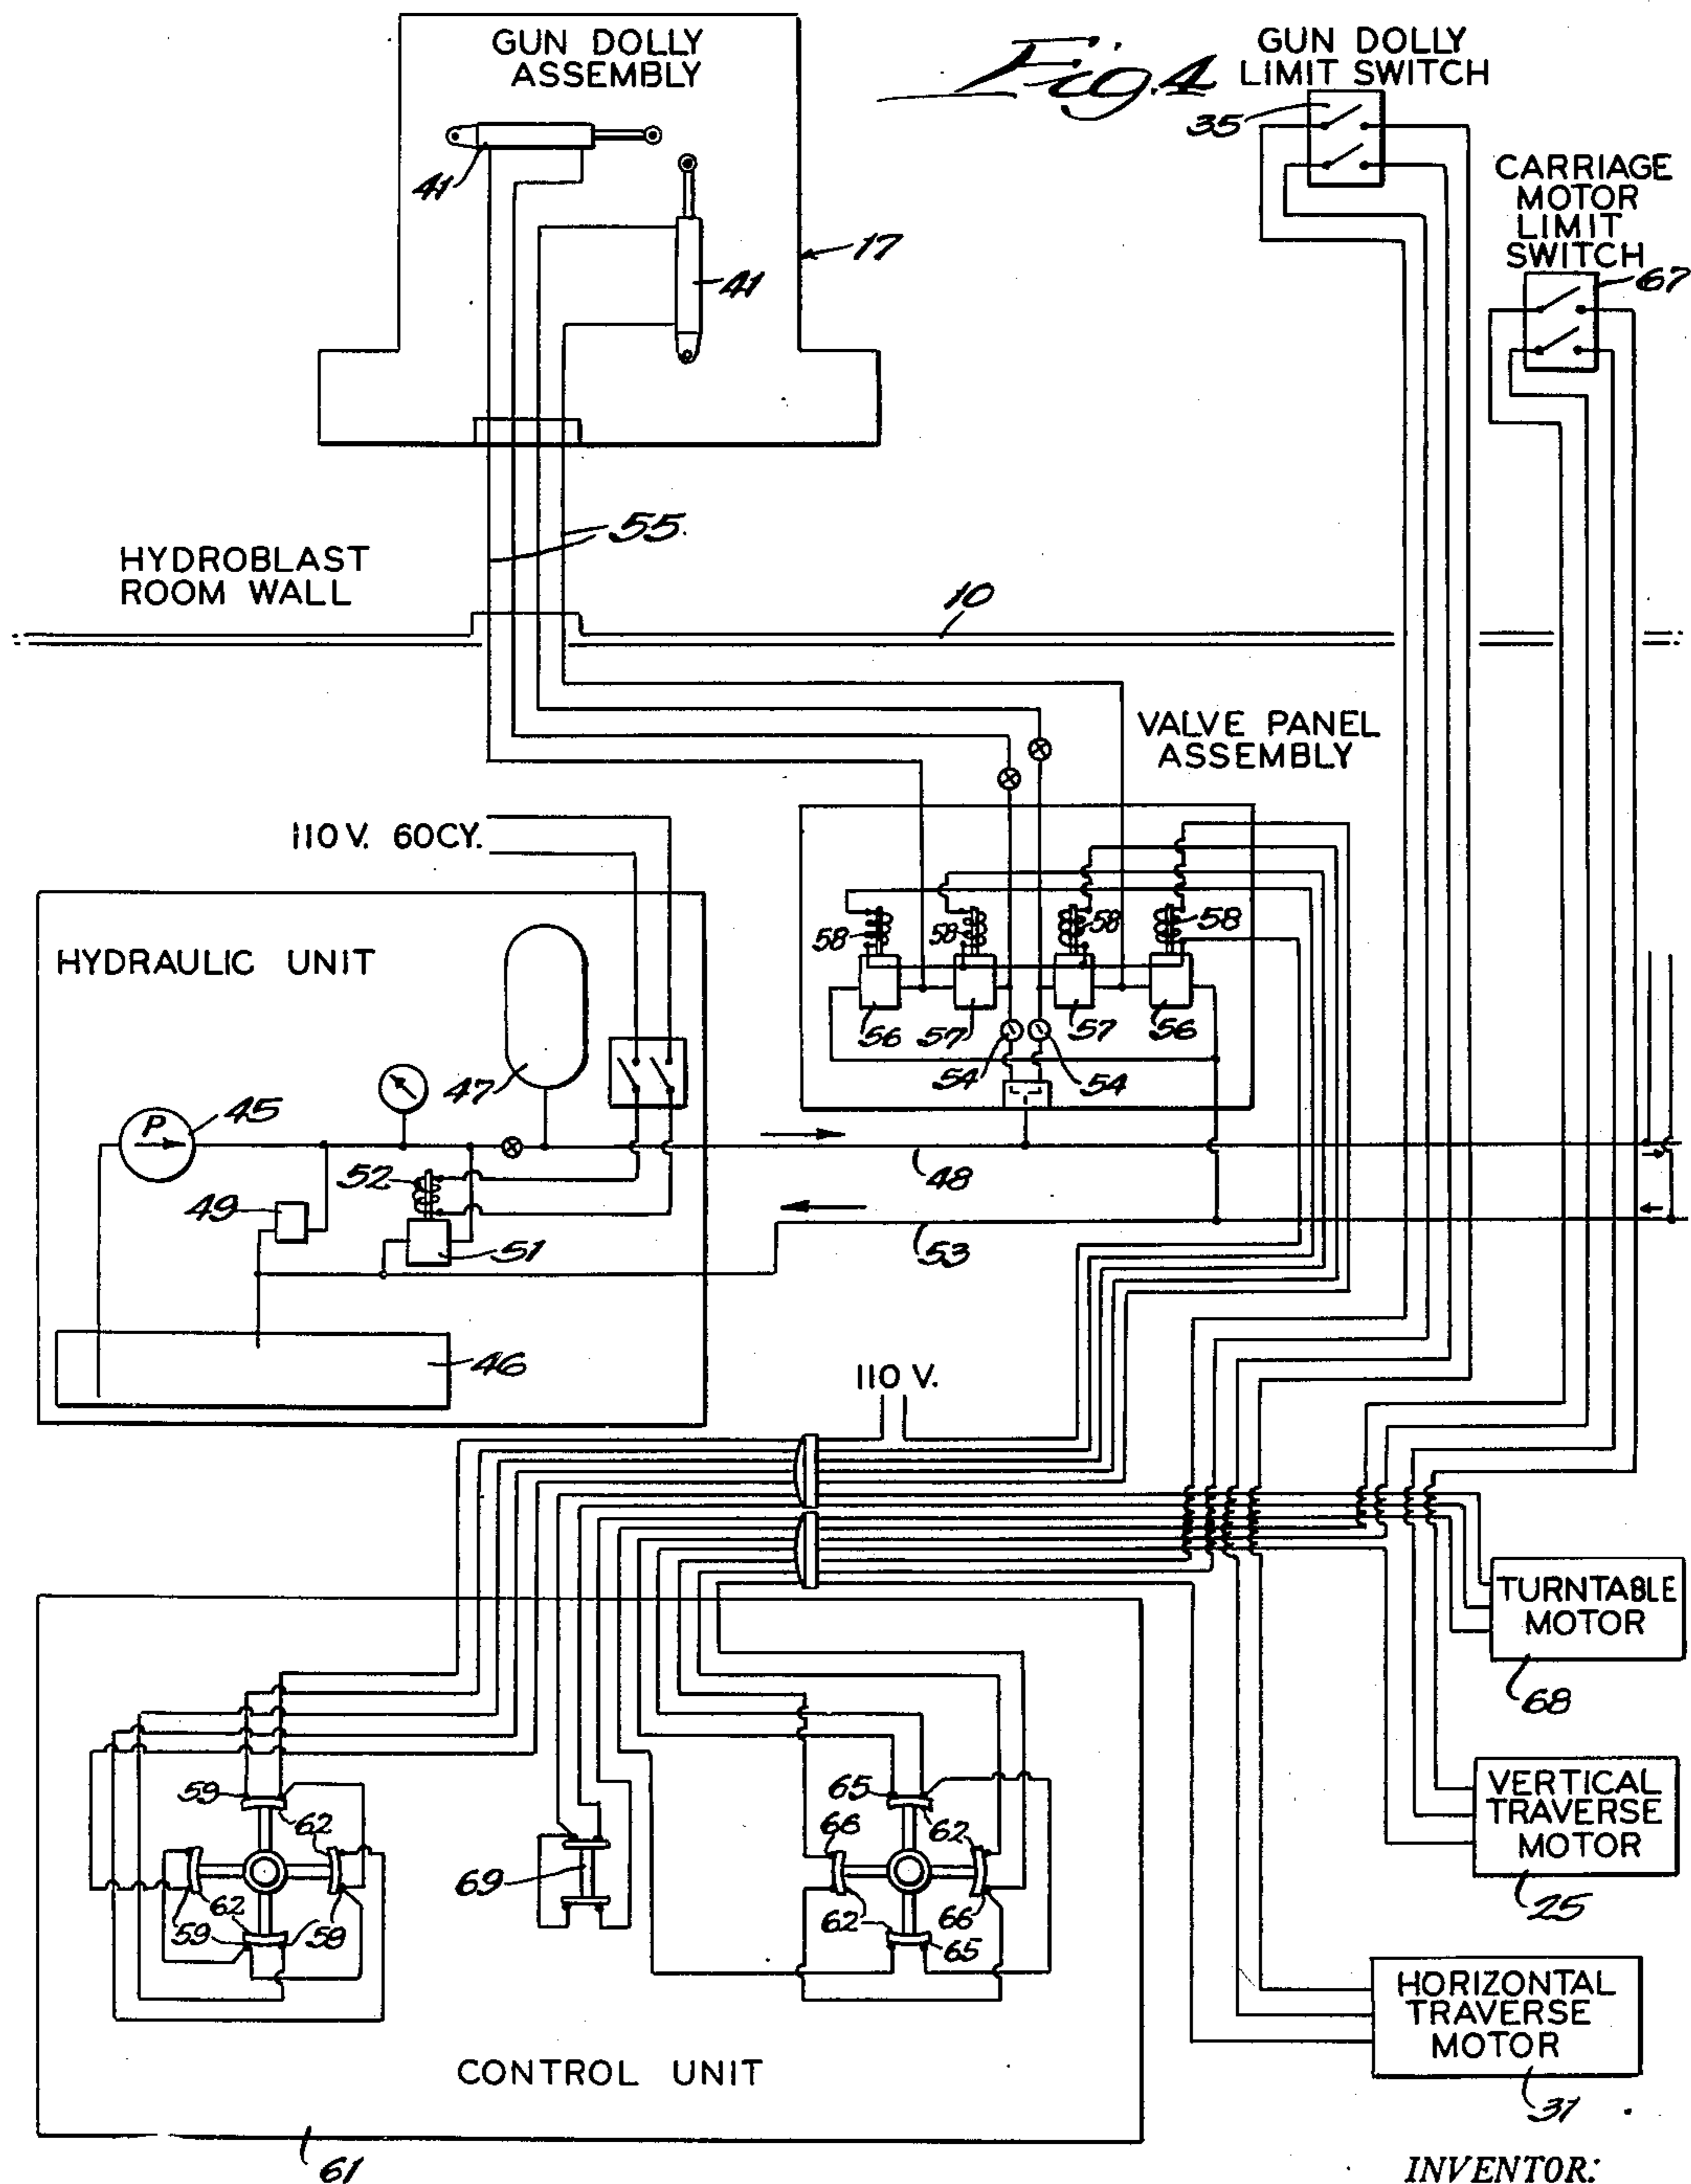 GUN DOLLY
ASSEMBLY
Fig. 4
GUN DOLLY
LIMIT SWITCH
35
CARRIAGE
MOTOR
LIMIT
SWITCH
67
41
41
17
55.
HYDROBLAST
ROOM WALL
10
VALVE PANEL
ASSEMBLY
110 V. 60CY.
HYDRAULIC UNIT
58
58
58
58
56
57
57
56
54
54
47
P
45
48
52
49
51
53
46
110 V.
TURNTABLE
MOTOR
68
59
62
62
59
62
59
59
69
65
62
66
62
66
65
VERTICAL
TRAVERSE
MOTOR
25
HORIZONTAL
TRAVERSE
MOTOR
31
CONTROL UNIT
61
INVENTOR: